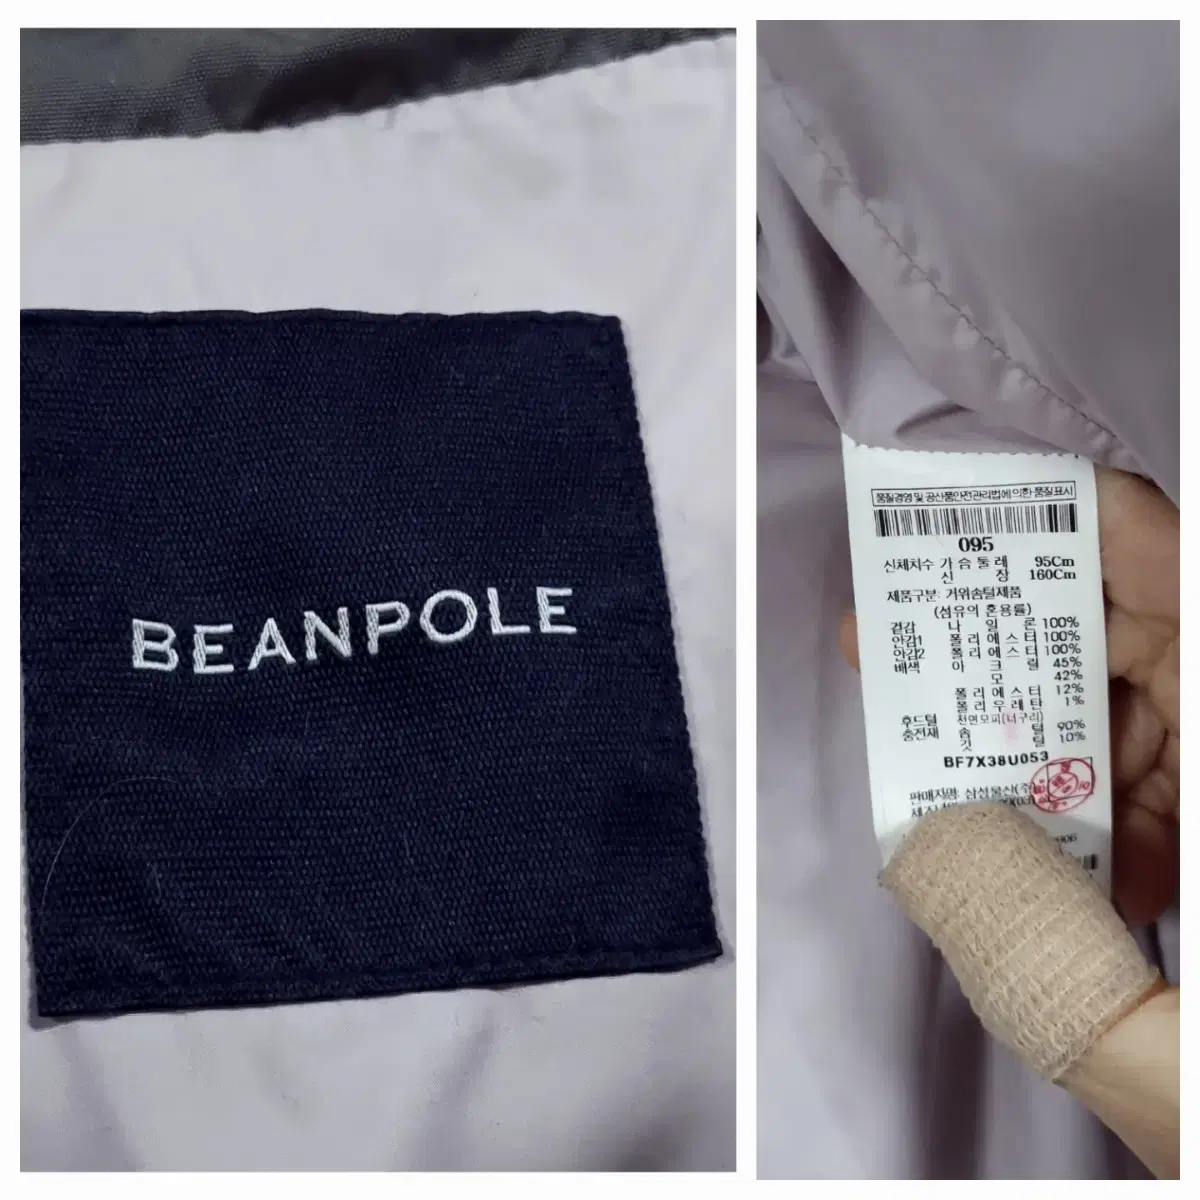 BEANPOLE
품질경영 및 공산품안전관리법에 의한 품질표시
095
신체치수 가 슴 둘 레 95Cm
신 장 160Cm
제품구분: 거위솜털제품
(섬유의 혼용률)
겉감 나 일 론 100%
안감1 폴 리 에 스 터 100%
안감2 폴 리 에 스 터 100%
배색 아 크 릴 45%
모 42%
폴 리 에 스 터 12%
폴 리 우 레 탄 1%
후드털 천연모피(너구리)
충전재 솜 털 90%
깃 털 10%
BF7X38U053
판매자명: 삼성물산(주)